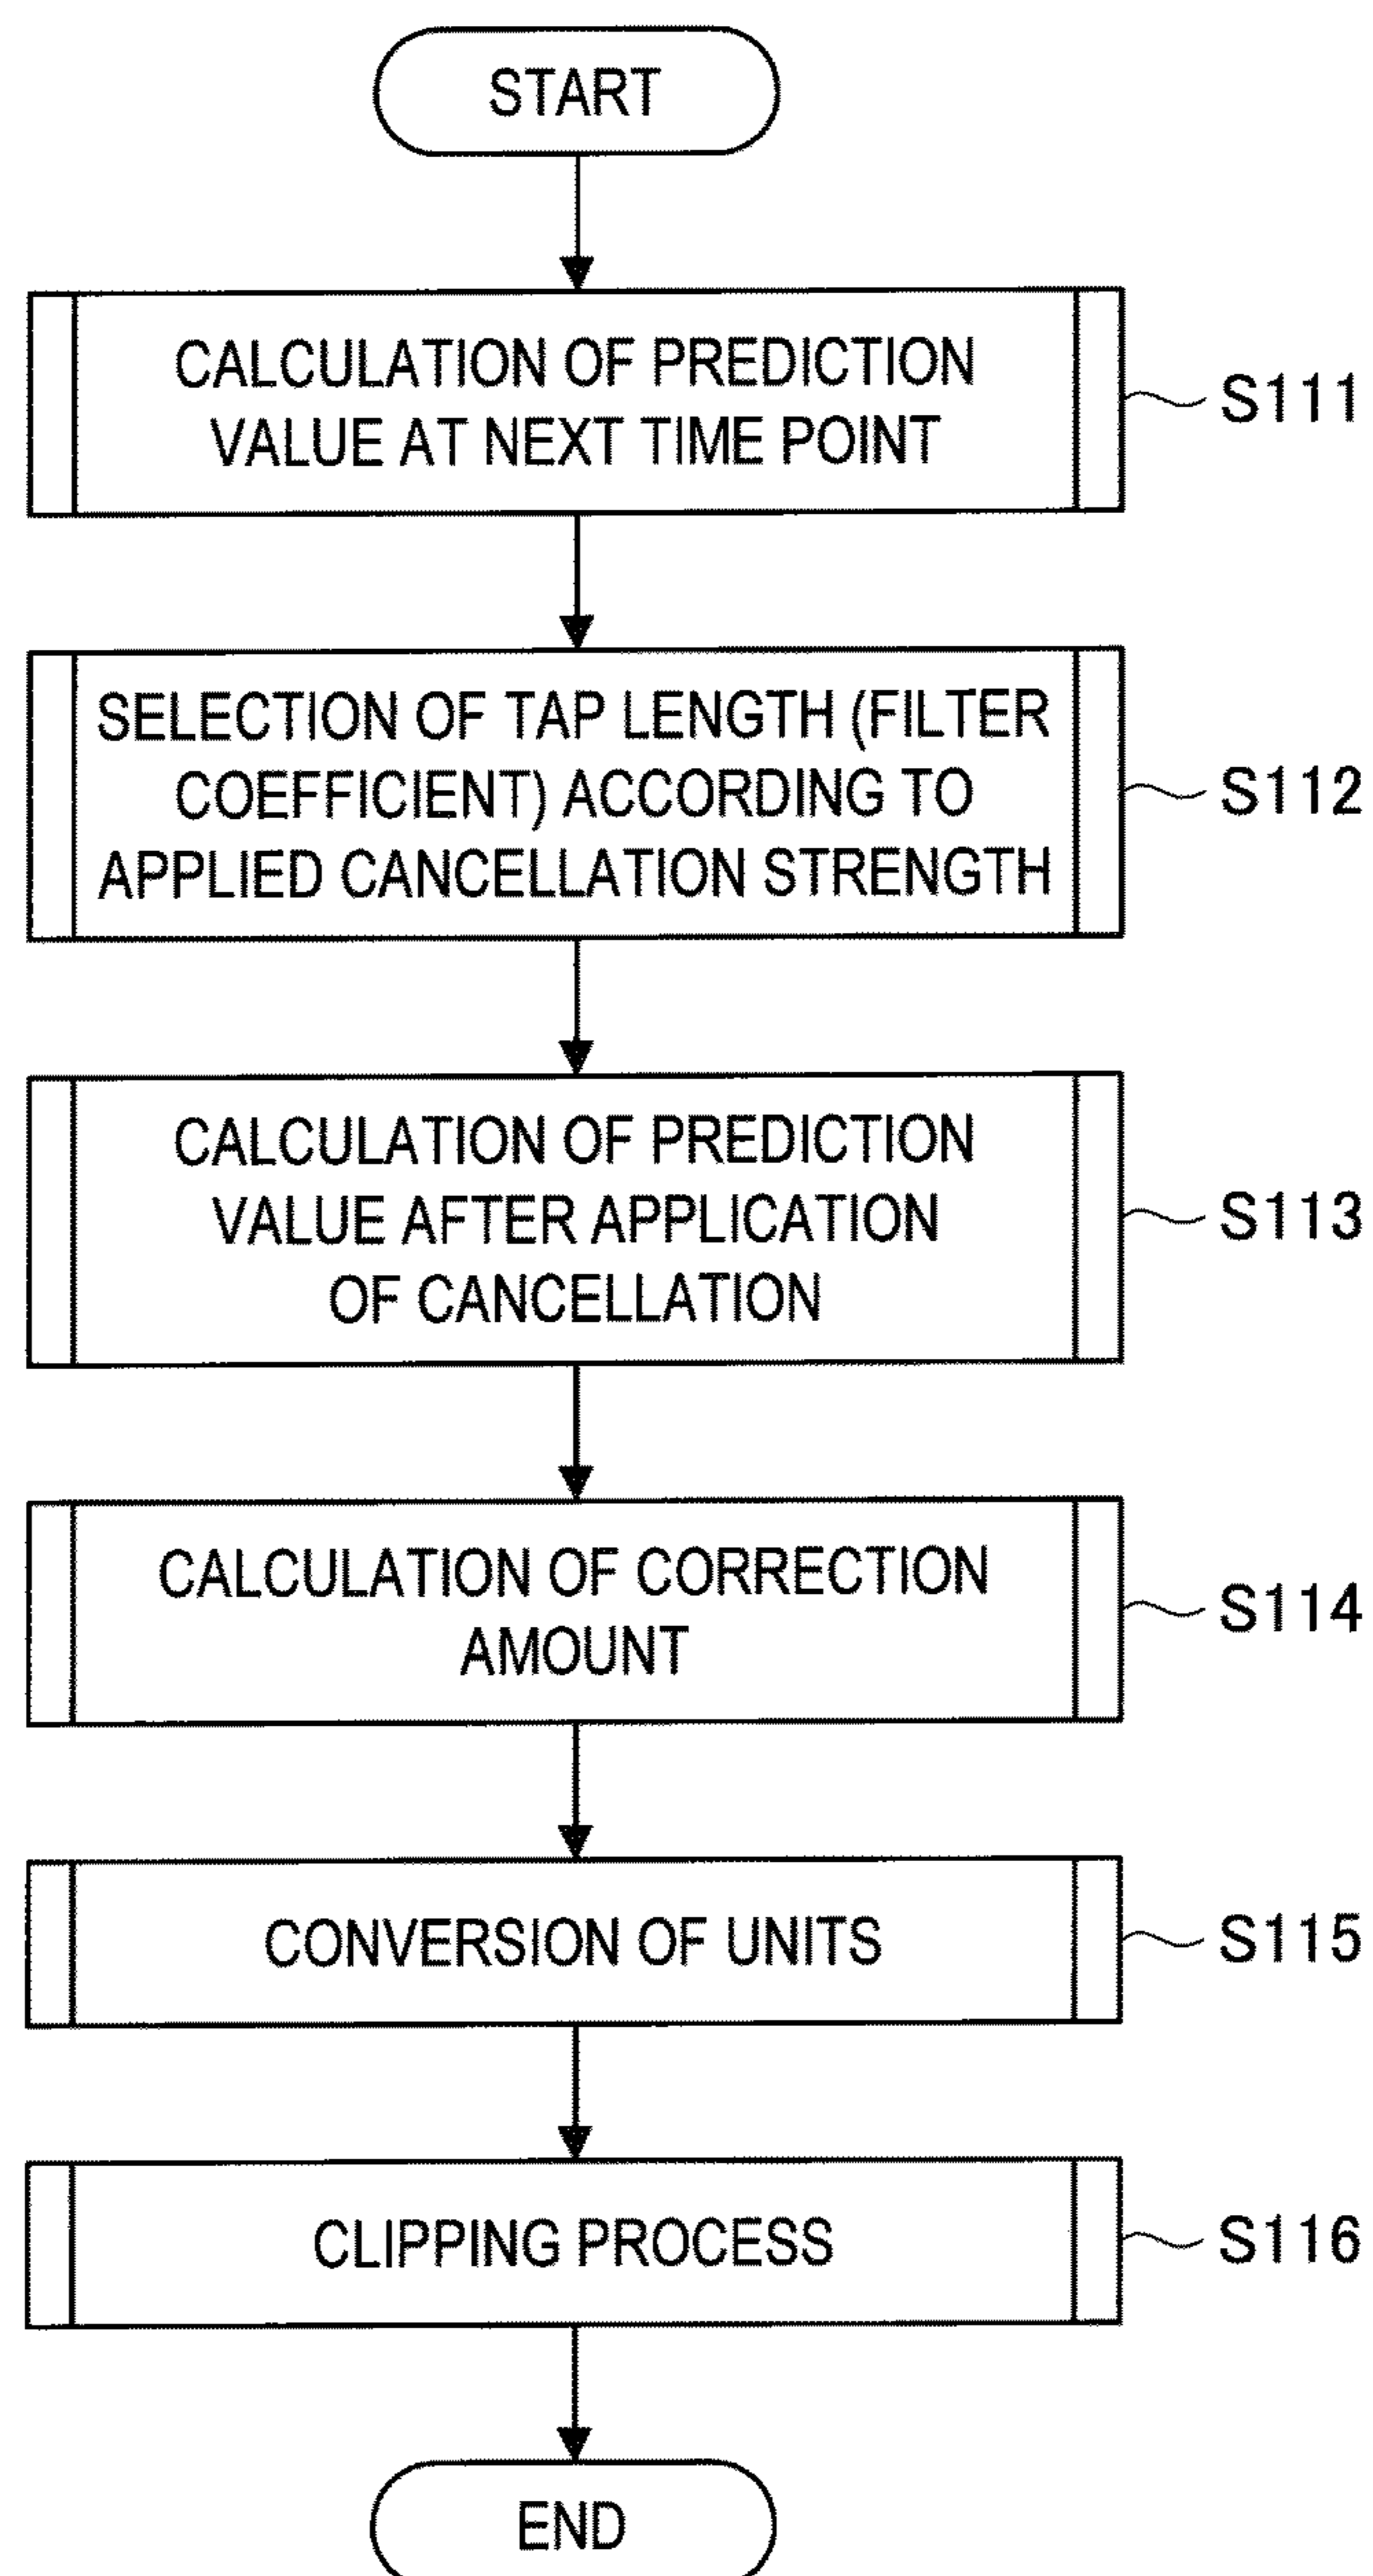 START
CALCULATION OF PREDICTION
VALUE AT NEXT TIME POINT
S111
SELECTION OF TAP LENGTH (FILTER
COEFFICIENT) ACCORDING TO
APPLIED CANCELLATION STRENGTH
S112
CALCULATION OF PREDICTION
VALUE AFTER APPLICATION
OF CANCELLATION
S113
CALCULATION OF CORRECTION
AMOUNT
S114
CONVERSION OF UNITS
S115
CLIPPING PROCESS
S116
END